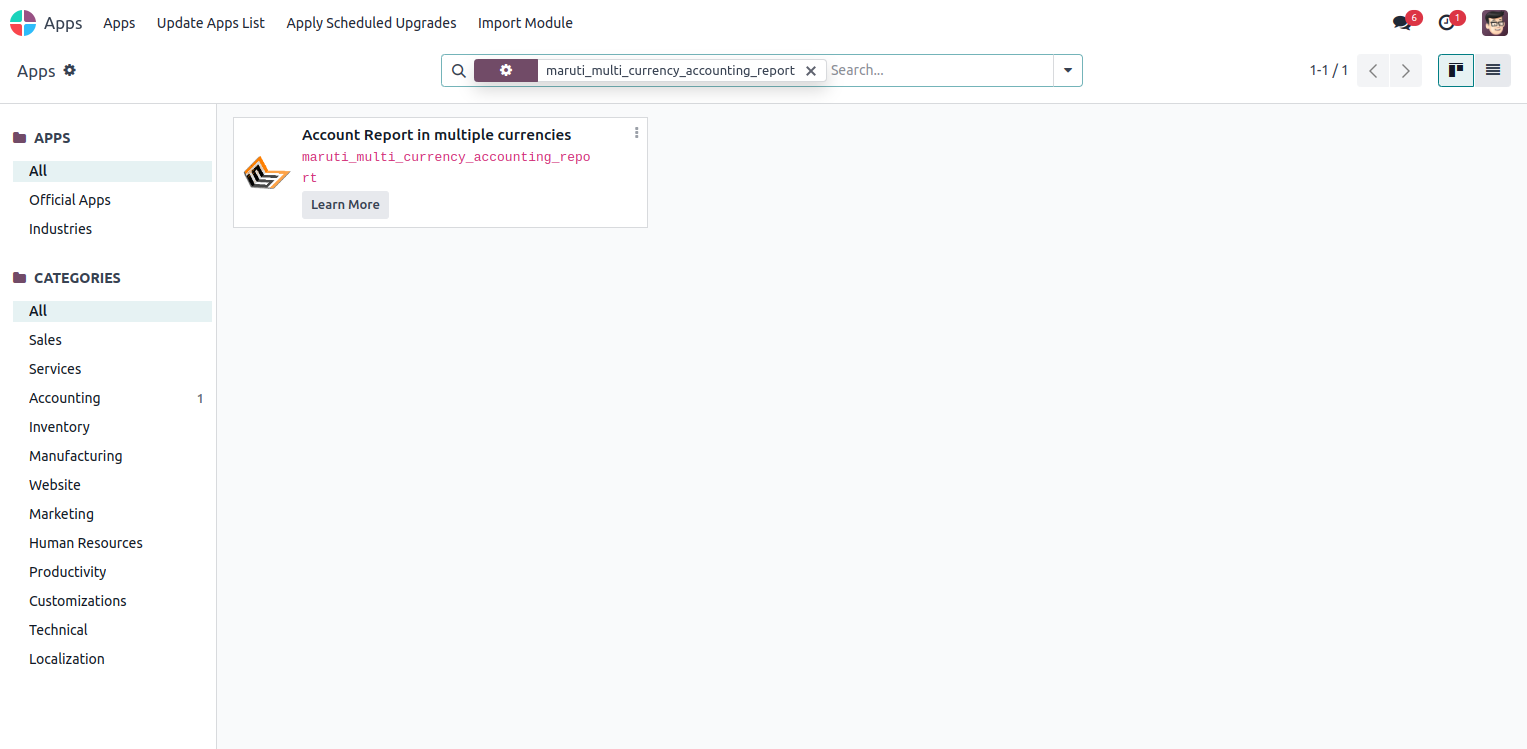 Apps Apps Update Apps List Apply Scheduled Upgrades Import Module 6 1
Apps maruti_multi_currency_accounting_report Search... 1-1 / 1
APPS
All
Official Apps
Industries
CATEGORIES
All
Sales
Services
Accounting 1
Inventory
Manufacturing
Website
Marketing
Human Resources
Productivity
Customizations
Technical
Localization
Account Report in multiple currencies
maruti_multi_currency_accounting_repo
rt
Learn More